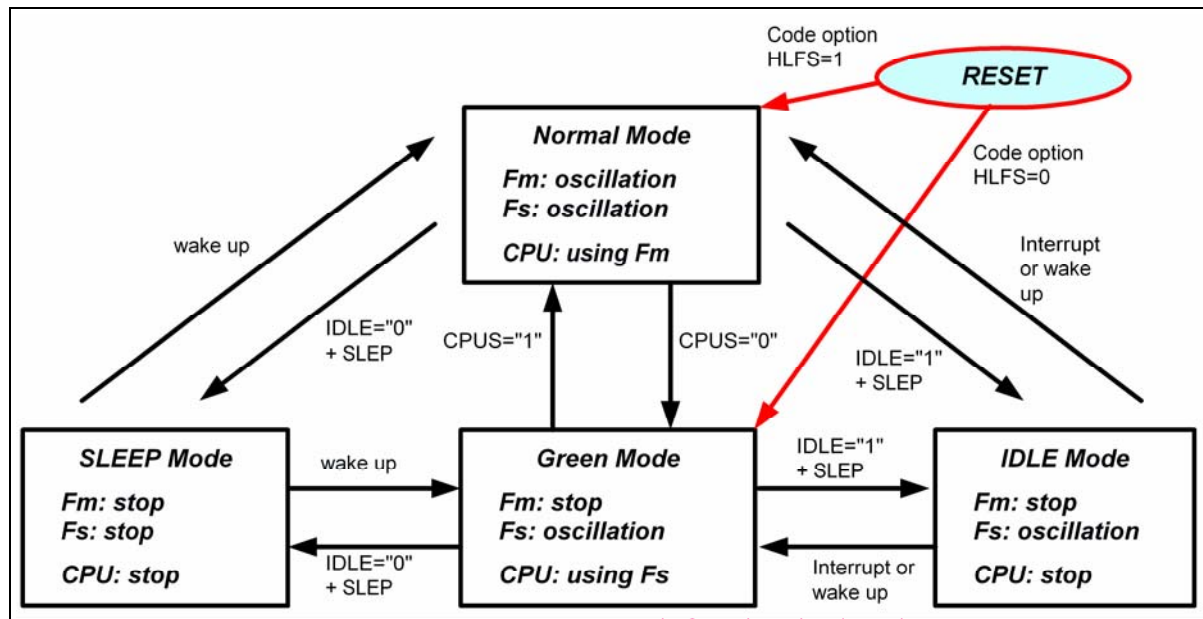 Code option
HLFS=1
RESET
Normal Mode
Fm: oscillation
Fs: oscillation
CPU: using Fm
Code option
HLFS=0
wake up
Interrupt
or wake
up
IDLE="0"
+ SLEP
CPUS="1"
CPUS="0"
IDLE="1"
+ SLEP
SLEEP Mode
Fm: stop
Fs: stop
CPU: stop
wake up
IDLE="0"
+ SLEP
Green Mode
Fm: stop
Fs: oscillation
CPU: using Fs
IDLE="1"
+ SLEP
Interrupt or
wake up
IDLE Mode
Fm: stop
Fs: oscillation
CPU: stop